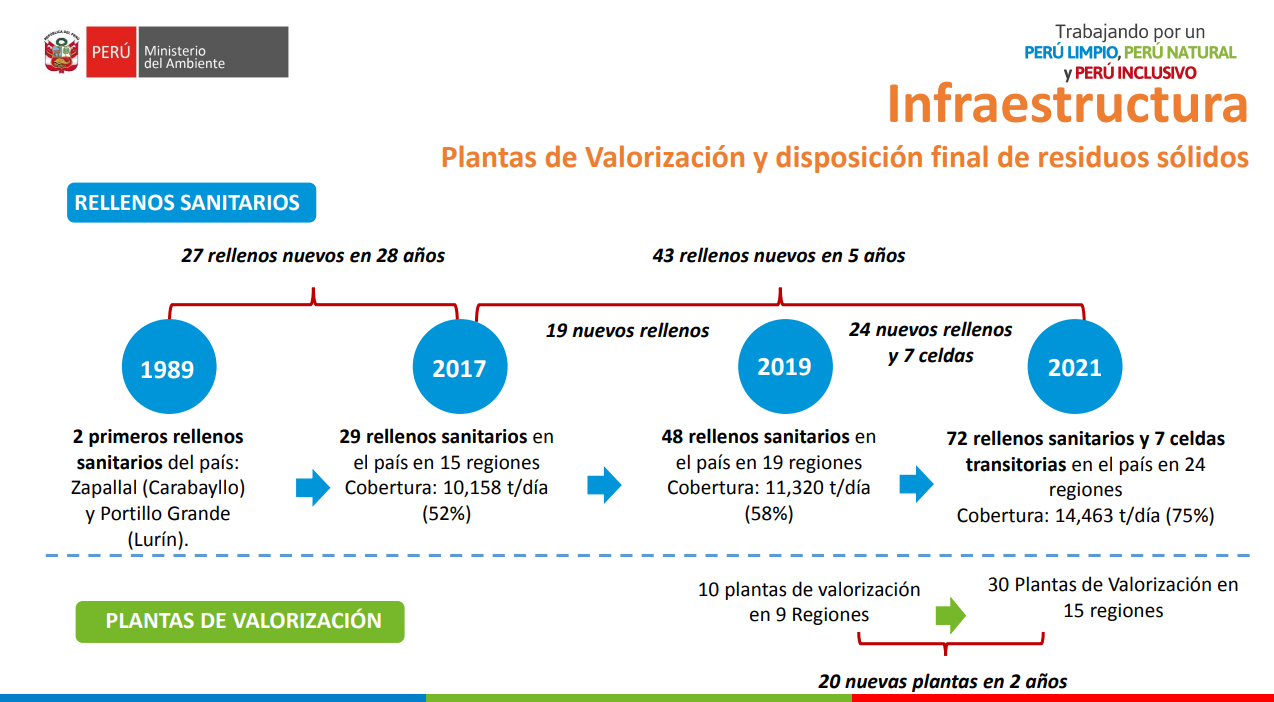 PERÚ
Ministerio
del Ambiente
Trabajando por un
PERÚ LIMPIO, PERÚ NATURAL
y PERÚ INCLUSIVO
Infraestructura
Plantas de Valorización y disposición final de residuos sólidos
RELLENOS SANITARIOS
27 rellenos nuevos en 28 años
43 rellenos nuevos en 5 años
19 nuevos rellenos
24 nuevos rellenos
y 7 celdas
1989
2017
2019
2021
2 primeros rellenos
sanitarios del país:
Zapallal (Carabayllo)
y Portillo Grande
(Lurín).
29 rellenos sanitarios en
el país en 15 regiones
Cobertura: 10,158 t/día
(52%)
48 rellenos sanitarios en
el país en 19 regiones
Cobertura: 11,320 t/día
(58%)
72 rellenos sanitarios y 7 celdas
transitorias en el país en 24
regiones
Cobertura: 14,463 t/día (75%)
PLANTAS DE VALORIZACIÓN
10 plantas de valorización
en 9 Regiones
30 Plantas de Valorización en
15 regiones
20 nuevas plantas en 2 años